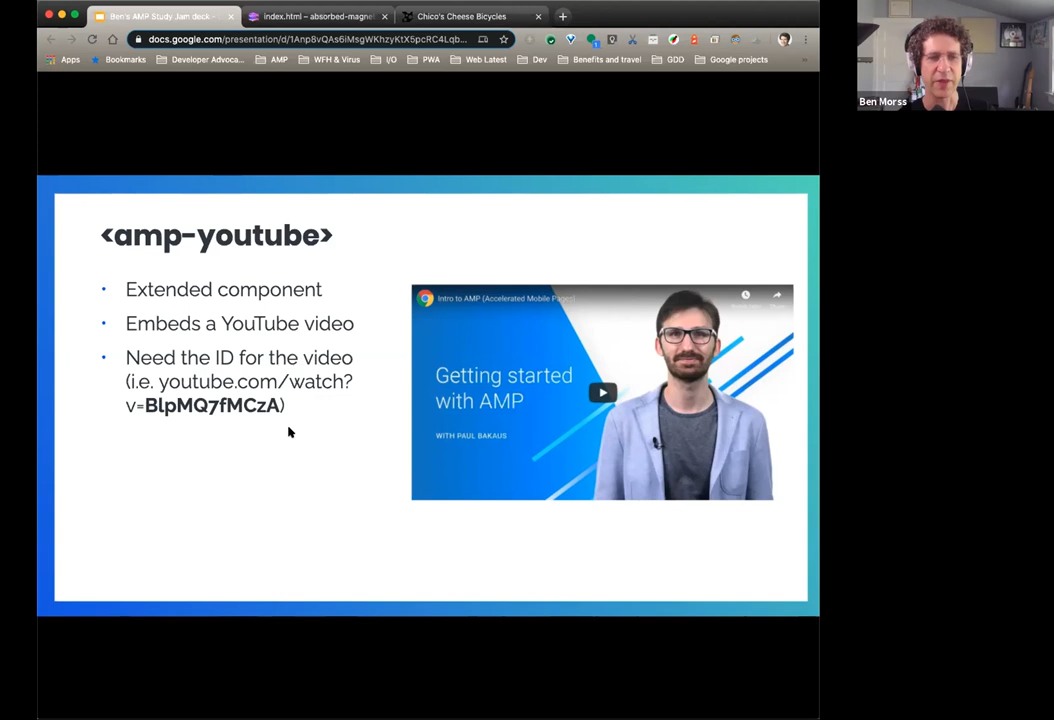 Ben's AMP Study Jam deck -
index.html – absorbed-magnet
Chico's Cheese Bicycles
docs.google.com/presentation/d/1Anp8vQAs6iMsgWKhzyKtX5pcRC4Lqb...
Apps
Bookmarks
Developer Advoca...
AMP
WFH & Virus
I/O
PWA
Web Latest
Dev
Benefits and travel
GDD
Google projects
Ben Morss
<amp-youtube>
• Extended component
• Embeds a YouTube video
• Need the ID for the video
(i.e. youtube.com/watch?
v=BlpMQ7fMCzA)
Intro to AMP (Accelerated Mobile Pages)
Getting started
with AMP
WITH PAUL BAKAUS